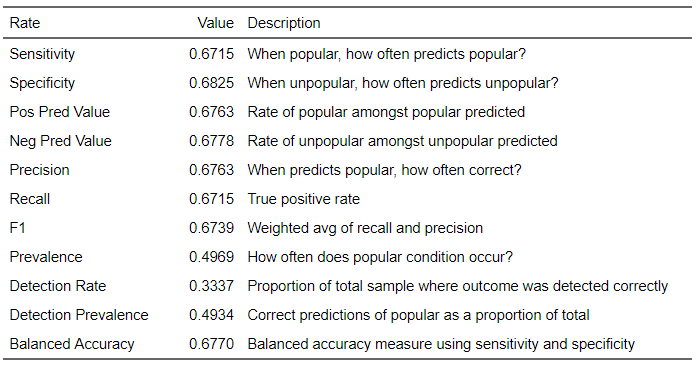 Rate Value Description
Sensitivity 0.6715 When popular, how often predicts popular?
Specificity 0.6825 When unpopular, how often predicts unpopular?
Pos Pred Value 0.6763 Rate of popular amongst popular predicted
Neg Pred Value 0.6778 Rate of unpopular amongst unpopular predicted
Precision 0.6763 When predicts popular, how often correct?
Recall 0.6715 True positive rate
F1 0.6739 Weighted avg of recall and precision
Prevalence 0.4969 How often does popular condition occur?
Detection Rate 0.3337 Proportion of total sample where outcome was detected correctly
Detection Prevalence 0.4934 Correct predictions of popular as a proportion of total
Balanced Accuracy 0.6770 Balanced accuracy measure using sensitivity and specificity